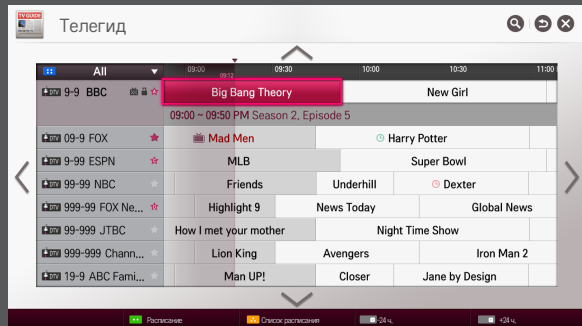 TV GUIDE
Телегид
All
09:00
09:12
09:30
10:00
10:30
11:00
DTV 9-9 BBC
Big Bang Theory
New Girl
09:00 ~ 09:50 PM Season 2, Episode 5
DTV 09-9 FOX
Mad Men
Harry Potter
DTV 9-99 ESPN
MLB
Super Bowl
DTV 99-99 NBC
Friends
Underhill
Dexter
DTV 999-99 FOX Ne...
Highlight 9
News Today
Global News
DTV 99-999 JTBC
How I met your mother
Night Time Show
DTV 999-999 Chann...
Lion King
Avengers
Iron Man 2
DTV 19-9 ABC Fami...
Man UP!
Closer
Jane by Design
Расписание
Список расписания
-24 ч.
+24 ч.